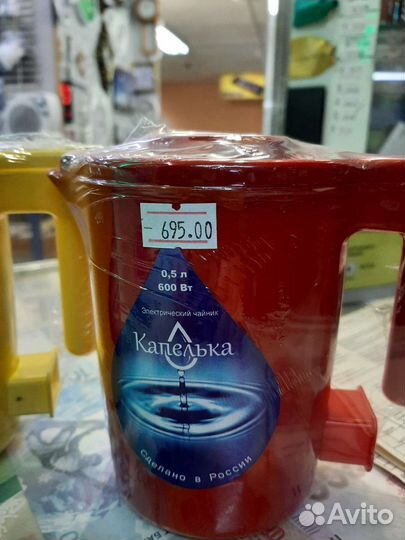 - 695.00
0,5 л
600 Вт
Электрический чайник
Капелька
Сделано в России
Avito